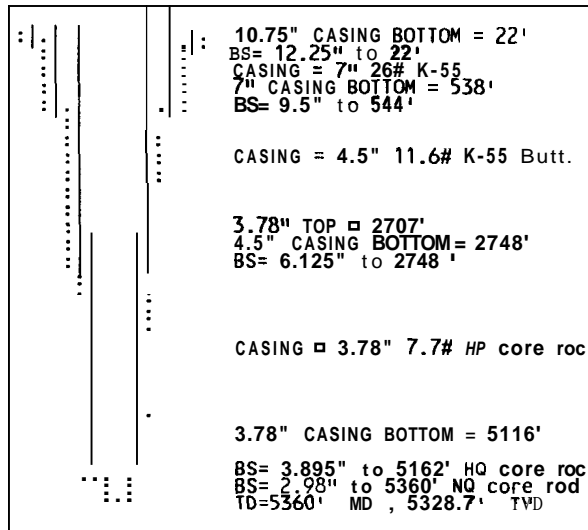 10.75" CASING BOTTOM = 22'
BS= 12.25" to 22'
CASING = 7" 26# K-55
7" CASING BOTTOM = 538'
BS= 9.5" to 544'
CASING = 4.5" 11.6# K-55 Butt.
3.78" TOP = 2707'
4.5" CASING BOTTOM = 2748'
BS= 6.125" to 2748 '
CASING = 3.78" 7.7# HP core roc
3.78" CASING BOTTOM = 5116'
BS= 3.895" to 5162' HQ core roc
BS= 2.98" to 5360' NQ core rod
TD=5360' MD , 5328.7' TVD